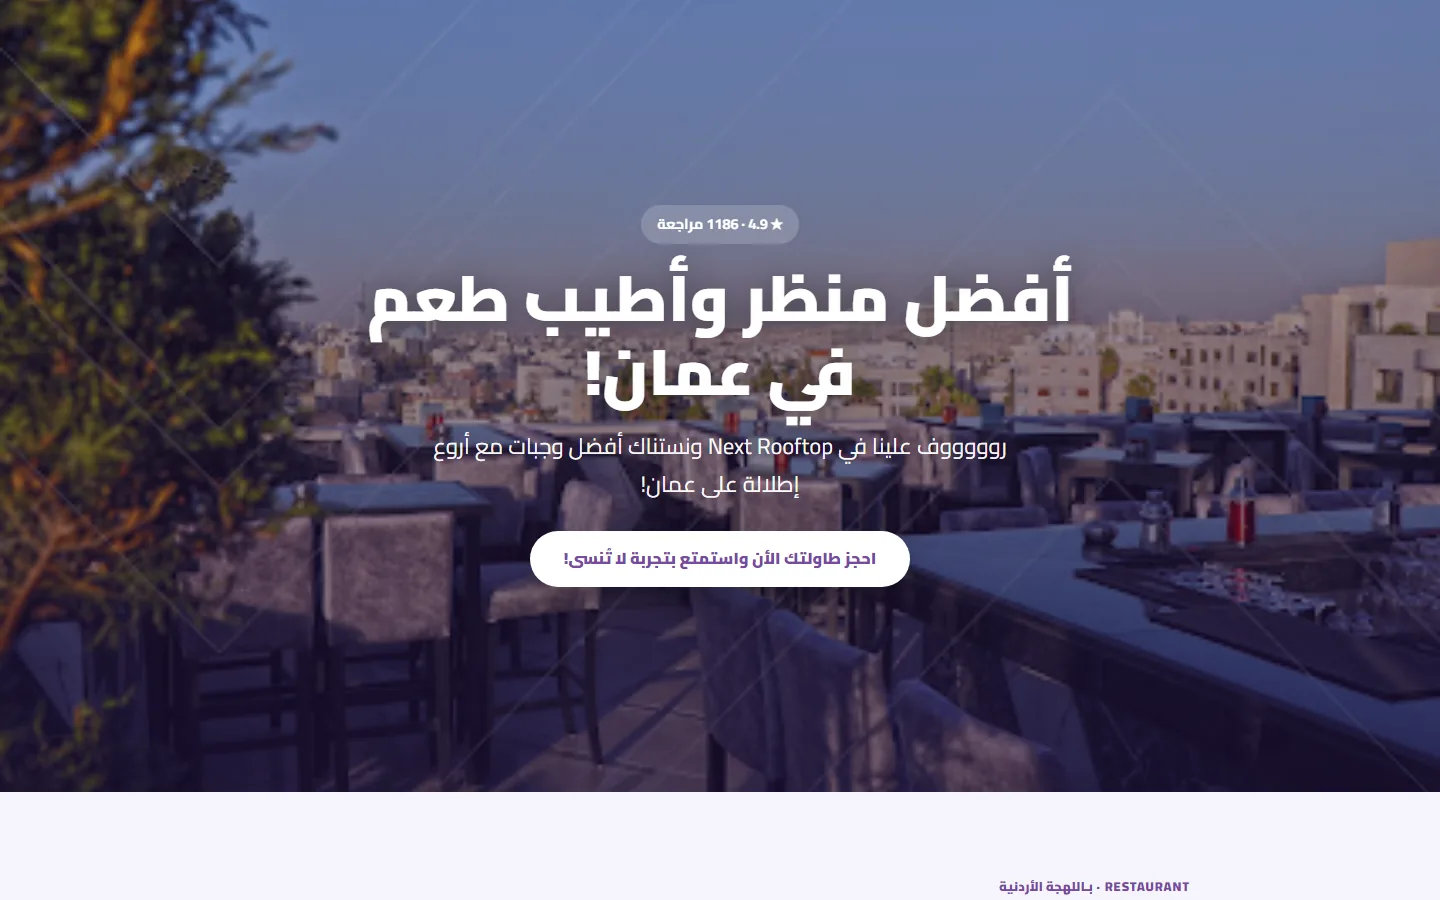 ★ 4.9 · 1186 مراجعة
أفضل منظر وأطيب طعم
في عمان!
رووووووف علينا في Next Rooftop ونستناك أفضل وجبات مع أروع
إطلالة على عمان!
احجز طاولتك الأن واستمتع بتجربة لا تُنسى!
RESTAURANT · باللهجة الأردنية